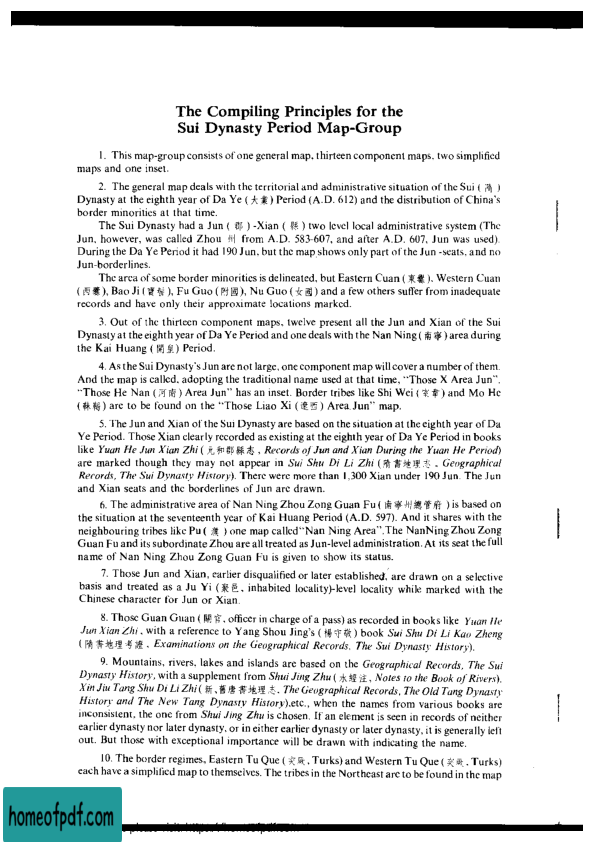 The Compiling Principles for the
Sui Dynasty Period Map-Group
1. This map-group consists of one general map, thirteen component maps, two simplified
maps and one inset.
2. The general map deals with the territorial and administrative situation of the Sui ( 隋 )
Dynasty at the eighth year of Da Ye ( 大業 ) Period (A.D. 612) and the distribution of China's
border minorities at that time.
The Sui Dynasty had a Jun ( 郡 ) -Xian ( 縣 ) two level local administrative system (The
Jun, however, was called Zhou 州 from A.D. 583-607, and after A.D. 607, Jun was used).
During the Da Ye Period it had 190 Jun, but the map shows only part of the Jun -seats, and no
Jun-borderlines.
The area of some border minorities is delineated, but Eastern Cuan ( 東爨 ), Western Cuan
( 西爨 ), Bao Ji ( ), Fu Guo ( 附國 ), Nu Guo ( 女國 ) and a few others suffer from inadequate
records and have only their approximate locations marked.
3. Out of the thirteen component maps, twelve present all the Jun and Xian of the Sui
Dynasty at the eighth year of Da Ye Period and one deals with the Nan Ning ( 南寧 ) area during
the Kai Huang ( 開皇 ) Period.
4. As the Sui Dynasty's Jun are not large, one component map will cover a number of them.
And the map is called, adopting the traditional name used at that time, "Those X Area Jun".
"Those He Nan ( 河南 ) Area Jun" has an inset. Border tribes like Shi Wei ( 室韋 ) and Mo He
( 靺鞨 ) are to be found on the "Those Liao Xi ( 遼西 ) Area Jun" map.
5. The Jun and Xian of the Sui Dynasty are based on the situation at the eighth year of Da
Ye Period. Those Xian clearly recorded as existing at the eighth year of Da Ye Period in books
like Yuan He Jun Xian Zhi ( 元和郡縣志 , Records of Jun and Xian During the Yuan He Period)
are marked though they may not appear in Sui Shu Di Li Zhi ( 隋書地理志 , Geographical
Records, The Sui Dynasty History). There were more than 1,300 Xian under 190 Jun. The Jun
and Xian seats and the borderlines of Jun are drawn.
6. The administrative area of Nan Ning Zhou Zong Guan Fu ( 南寧州總管府 ) is based on
the situation at the seventeenth year of Kai Huang Period (A.D. 597). And it shares with the
neighbouring tribes like Pu ( 濮 ) one map called"Nan Ning Area".The NanNing Zhou Zong
Guan Fu and its subordinate Zhou are all treated as Jun-level administration. At its seat the full
name of Nan Ning Zhou Zong Guan Fu is given to show its status.
7. Those Jun and Xian, earlier disqualified or later established, are drawn on a selective
basis and treated as a Ju Yi ( 聚邑 , inhabited locality)-level locality while marked with the
Chinese character for Jun or Xian.
8. Those Guan Guan ( 關官 , officer in charge of a pass) as recorded in books like Yuan He
Jun Xian Zhi , with a reference to Yang Shou Jing's ( 楊守敬 ) book Sui Shu Di Li Kao Zheng
( 隋書地理考證 , Examinations on the Geographical Records, The Sui Dynasty History).
9. Mountains, rivers, lakes and islands are based on the Geographical Records, The Sui
Dynasty History, with a supplement from Shui Jing Zhu ( 水經注 , Notes to the Book of Rivers),
Xin Jiu Tang Shu Di Li Zhi ( 新,舊唐書地理志 , The Geographical Records, The Old Tang Dynasty
History and The New Tang Dynasty History),etc., when the names from various books are
inconsistent, the one from Shui Jing Zhu is chosen. If an element is seen in records of neither
earlier dynasty nor later dynasty, or in either earlier dynasty or later dynasty, it is generally left
out. But those with exceptional importance will be drawn with indicating the name.
10. The border regimes, Eastern Tu Que ( 突厥 , Turks) and Western Tu Que ( 突厥 , Turks)
each have a simplified map to themselves. The tribes in the Northeast are to be found in the map
homeofpdf.com